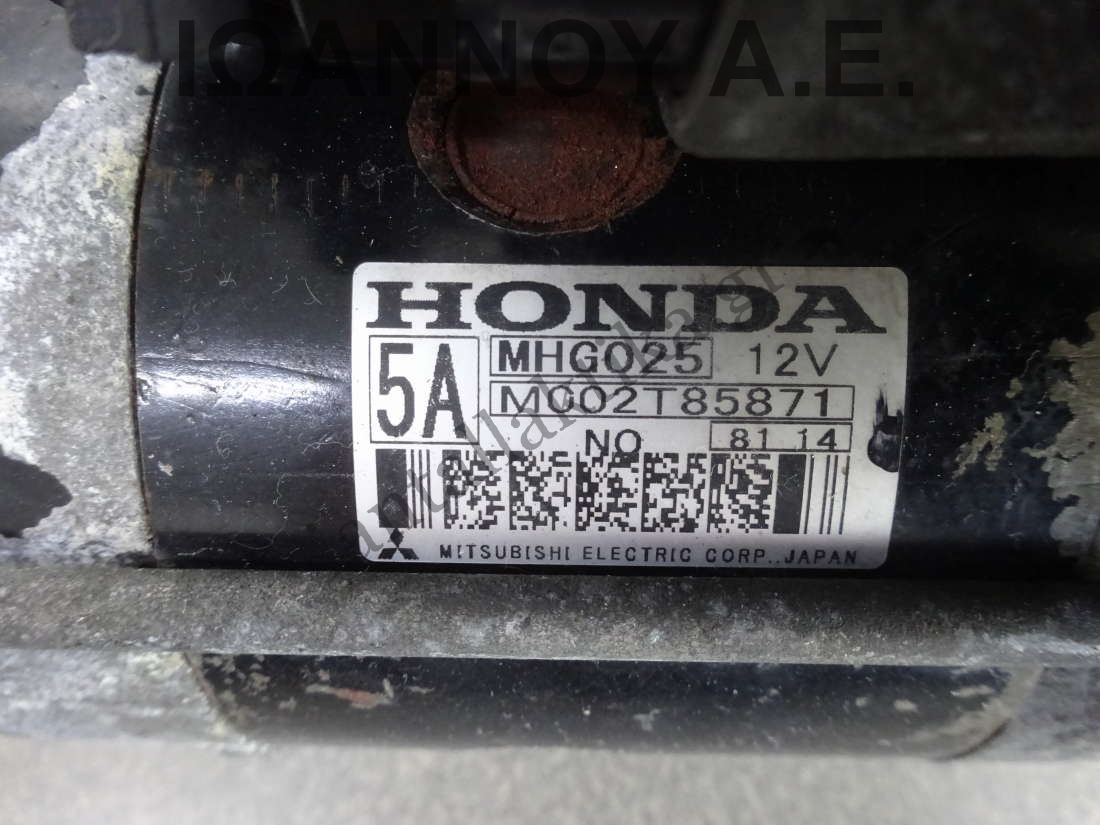 ΙΩΑΝΝΟΥ Α.Ε.
HONDA
5A
MHG025 12V
M002T85871
NO 81 14
MITSUBISHI ELECTRIC CORP.,JAPAN